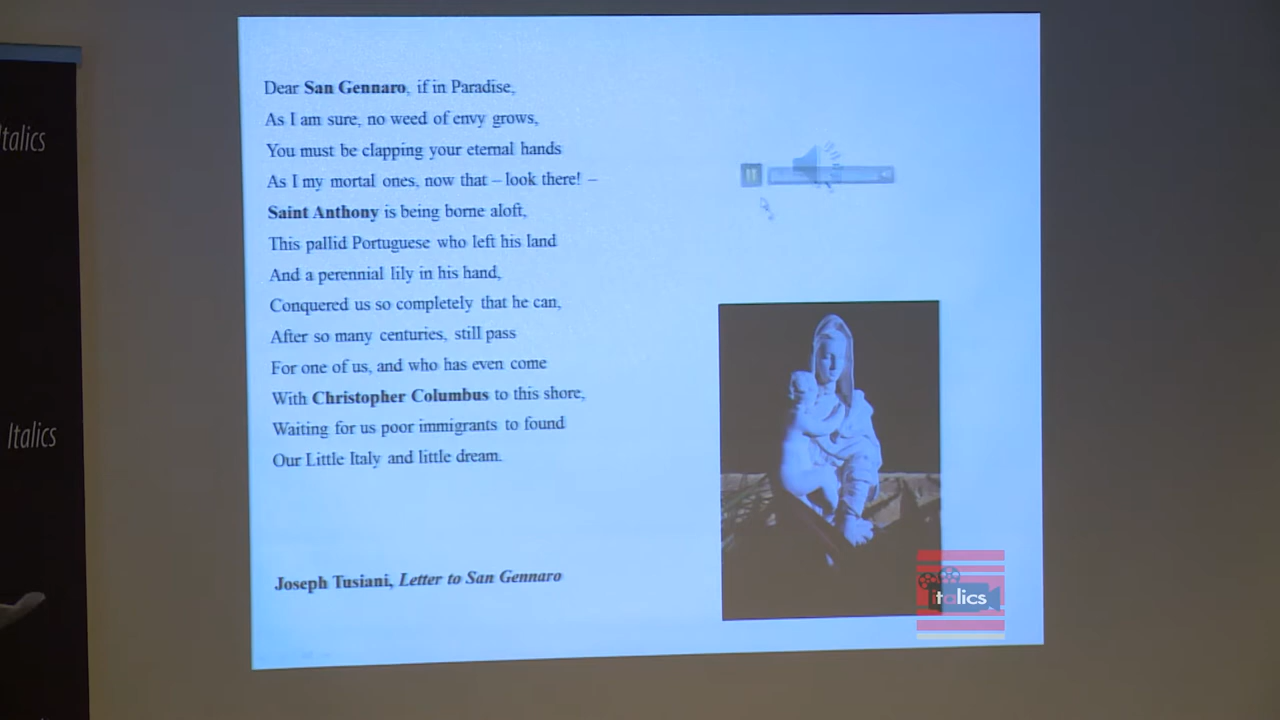 Italics
Italics
Dear San Gennaro, if in Paradise,
As I am sure, no weed of envy grows,
You must be clapping your eternal hands
As I my mortal ones, now that – look there! –
Saint Anthony is being borne aloft,
This pallid Portuguese who left his land
And a perennial lily in his hand,
Conquered us so completely that he can,
After so many centuries, still pass
For one of us, and who has even come
With Christopher Columbus to this shore,
Waiting for us poor immigrants to found
Our Little Italy and little dream.
Joseph Tusiani, Letter to San Gennaro
italics